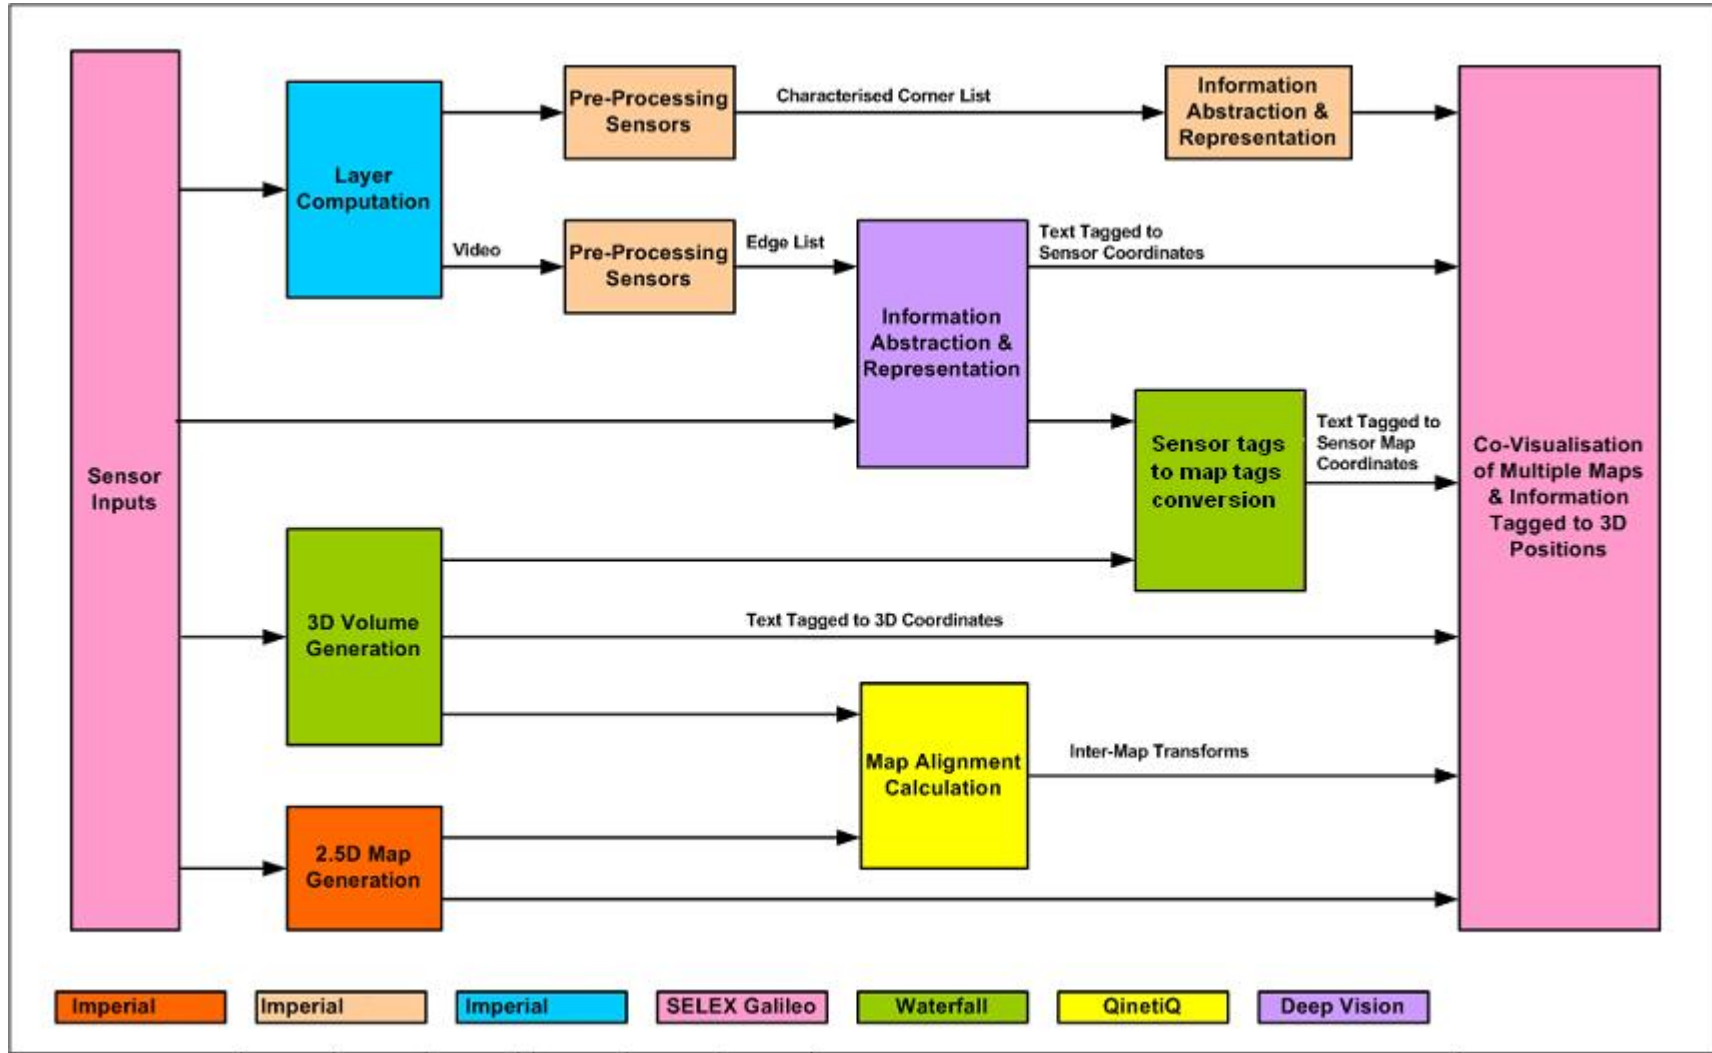 Sensor
Inputs
Layer
Computation
Pre-Processing
Sensors
Characterised Corner List
Information
Abstraction &
Representation
Video
Pre-Processing
Sensors
Edge List
Information
Abstraction &
Representation
Text Tagged to
Sensor Coordinates
Sensor tags
to map tags
conversion
Text Tagged to
Sensor Map
Coordinates
3D Volume
Generation
Text Tagged to 3D Coordinates
Map Alignment
Calculation
Inter-Map Transforms
2.5D Map
Generation
Co-Visualisation
of Multiple Maps
& Information
Tagged to 3D
Positions
Imperial
Imperial
Imperial
SELEX Galileo
Waterfall
QinetiQ
Deep Vision